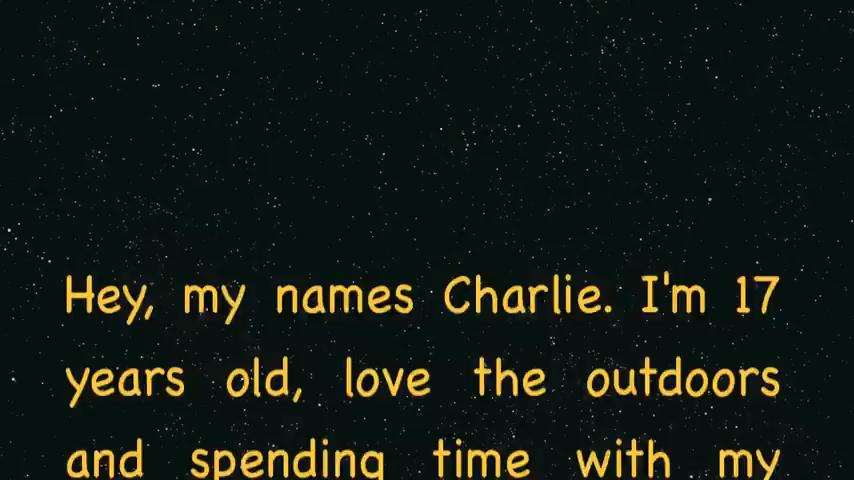 Hey, my names Charlie. I'm 17
years old, love the outdoors
and spending time with my